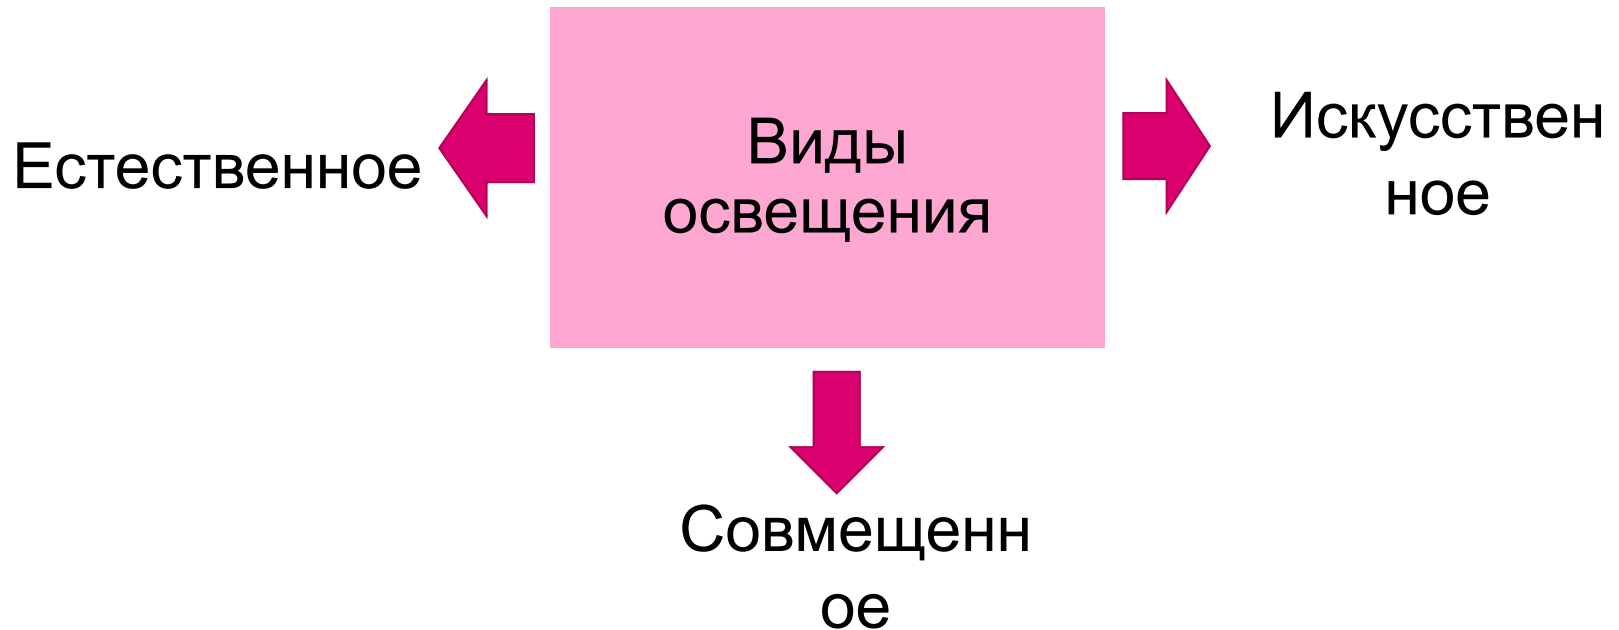 Естественное
Виды
освещения
Искусствен
ное
Совмещенн
ое